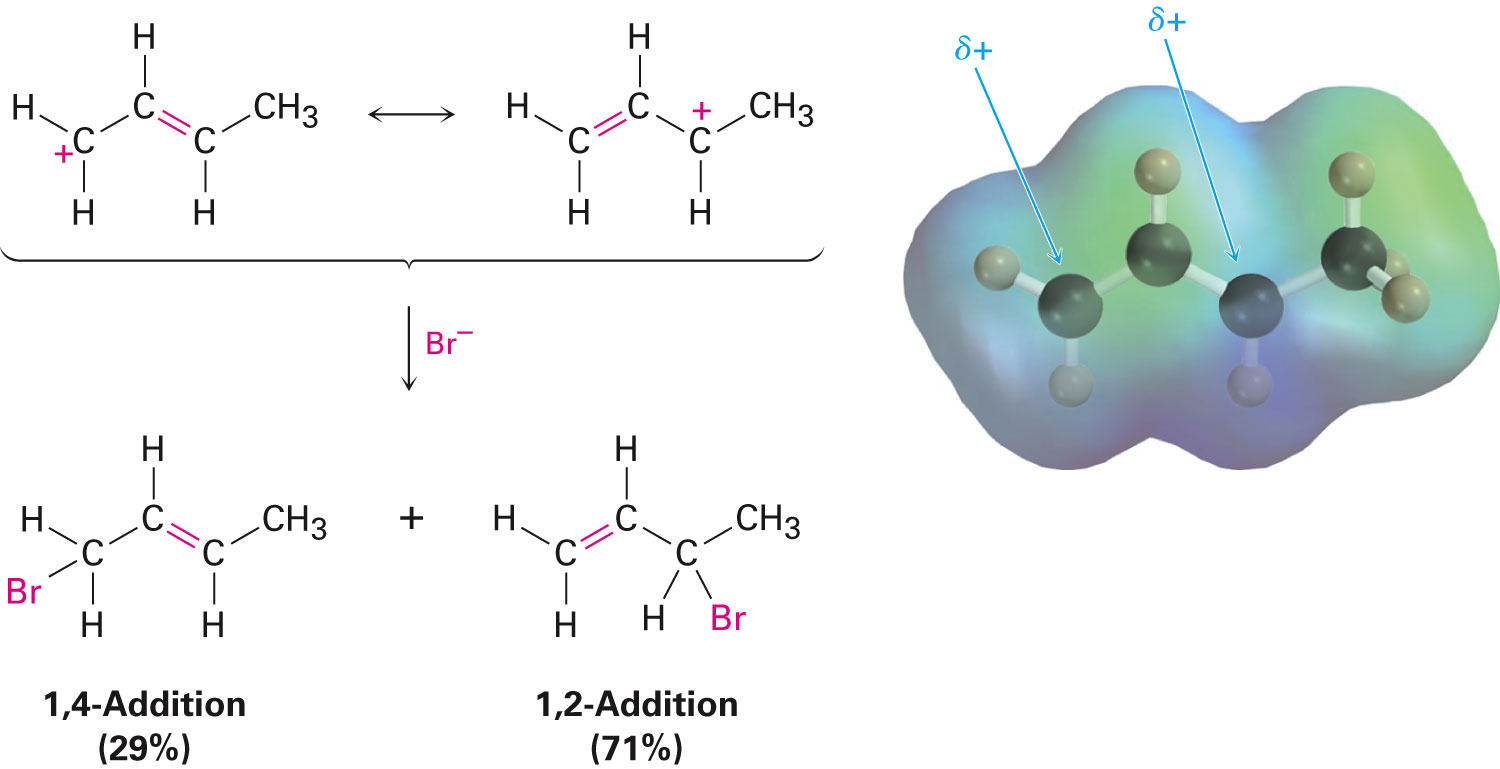 H H
H C CH3 H C + CH3
C C C C
+
H H H H
Br−
H H
H C CH3 + H C CH3
C C C C
Br H Br
H H H
1,4-Addition 1,2-Addition
(29%) (71%)
δ+
δ+